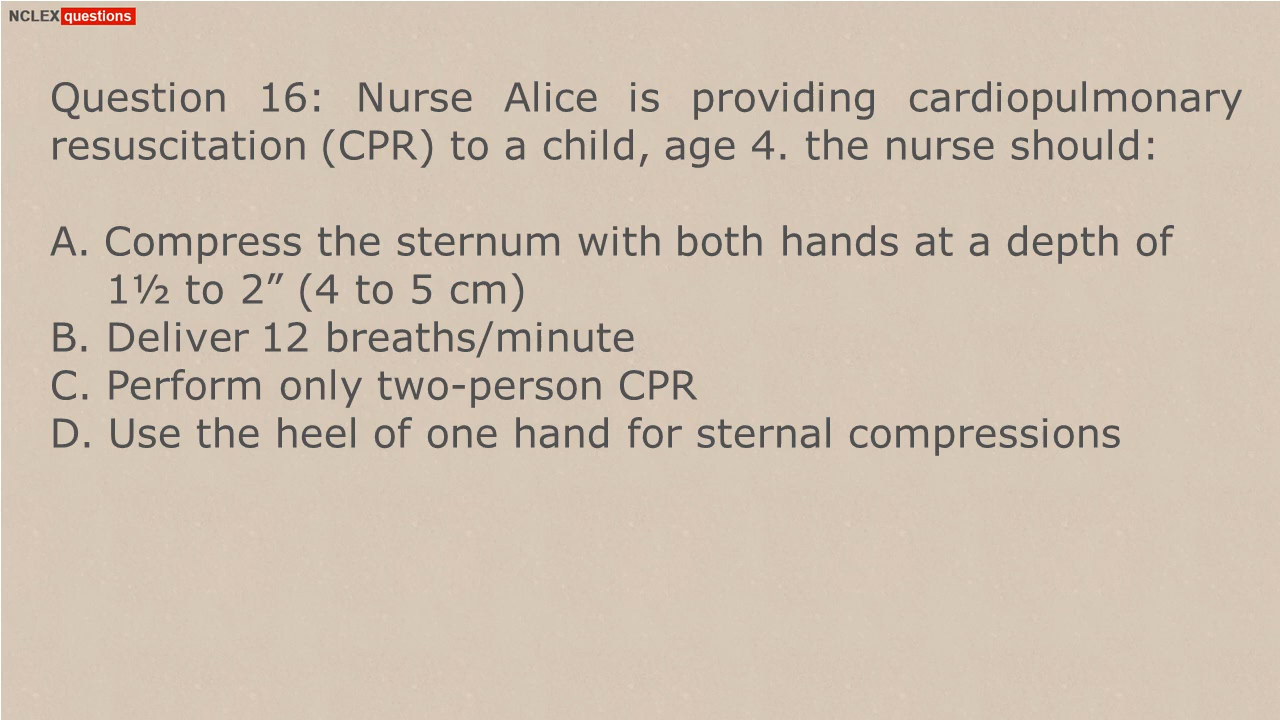 NCLEX questions
Question 16: Nurse Alice is providing cardiopulmonary
resuscitation (CPR) to a child, age 4. the nurse should:
A. Compress the sternum with both hands at a depth of
1½ to 2” (4 to 5 cm)
B. Deliver 12 breaths/minute
C. Perform only two-person CPR
D. Use the heel of one hand for sternal compressions